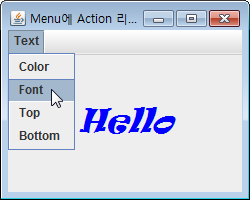 Menu에 Action 리...
Text
Color
Font
Top
Bottom
Hello